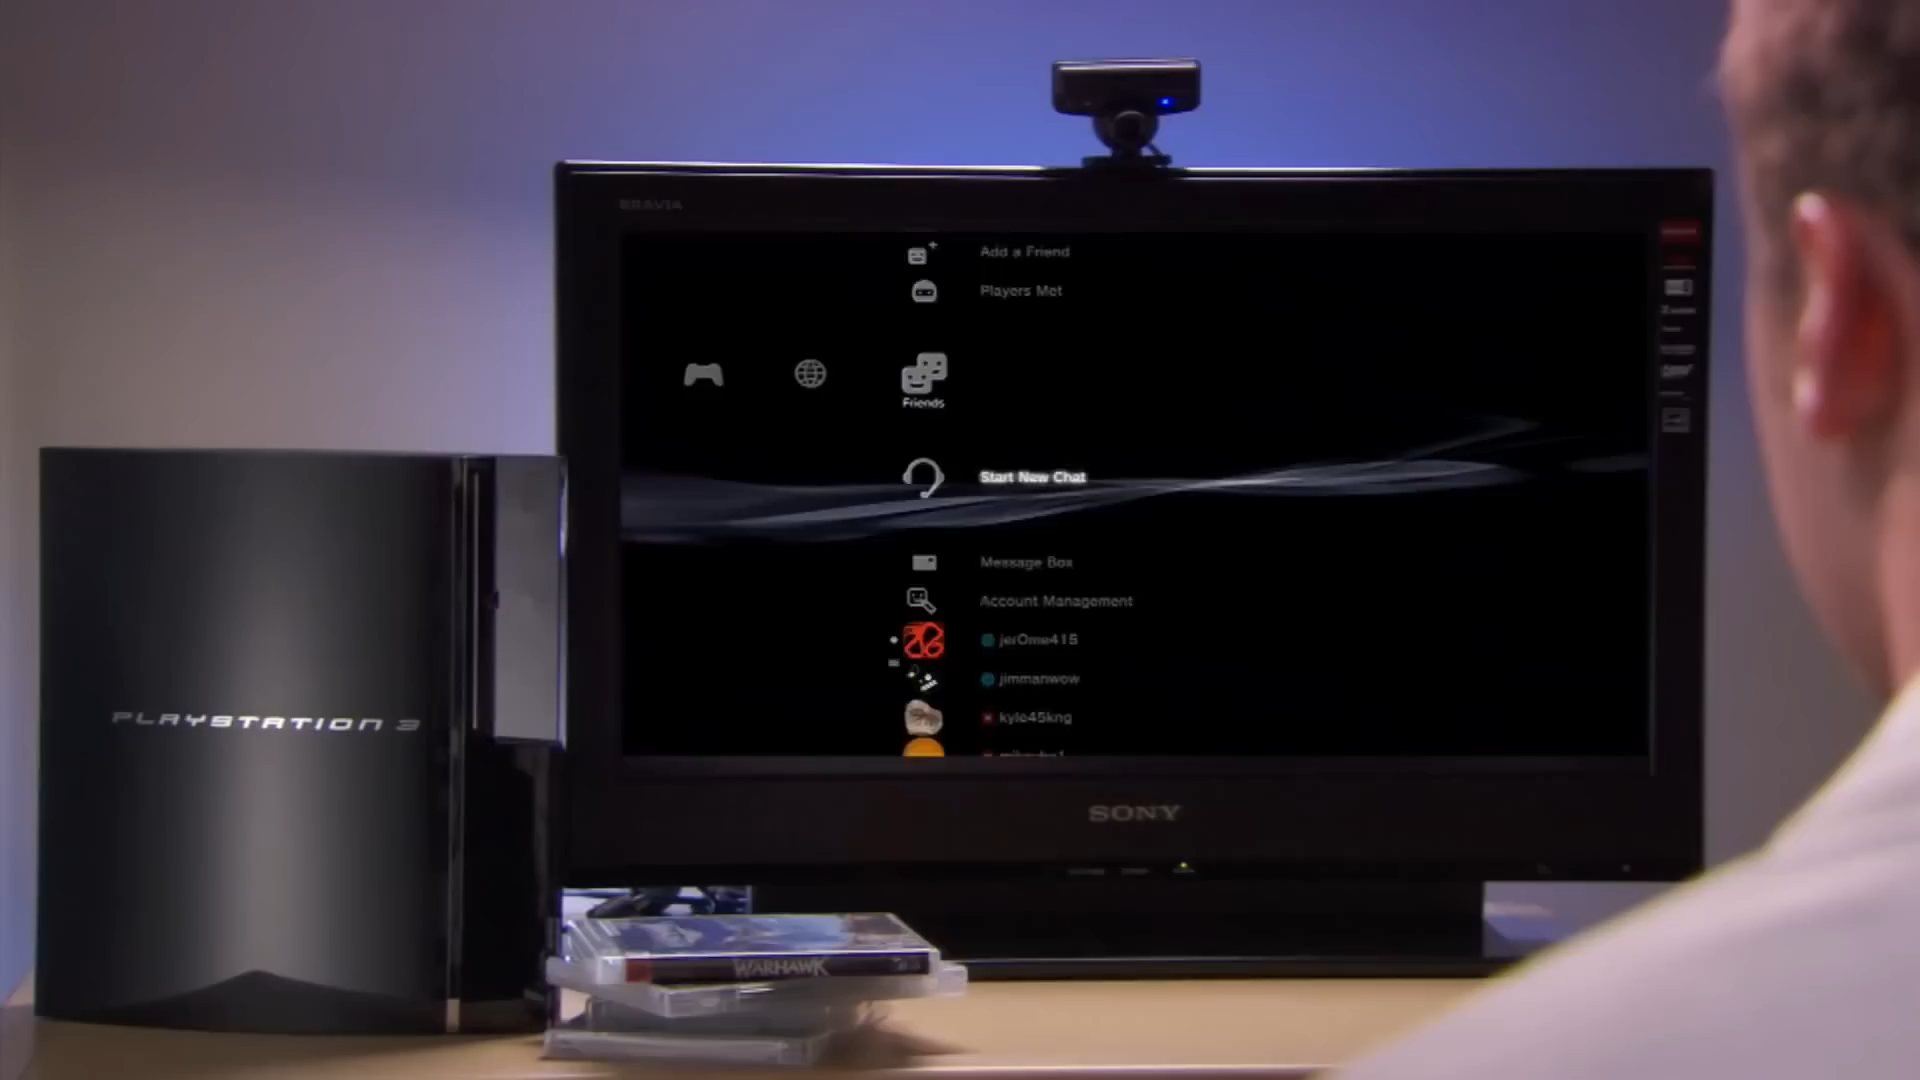 BRAVIA
Add a Friend
Players Met
Friends
Start New Chat
Message Box
Account Management
jerOme415
jimmanwow
kyle45kng
PLAYSTATION 3
SONY
WARHAWK